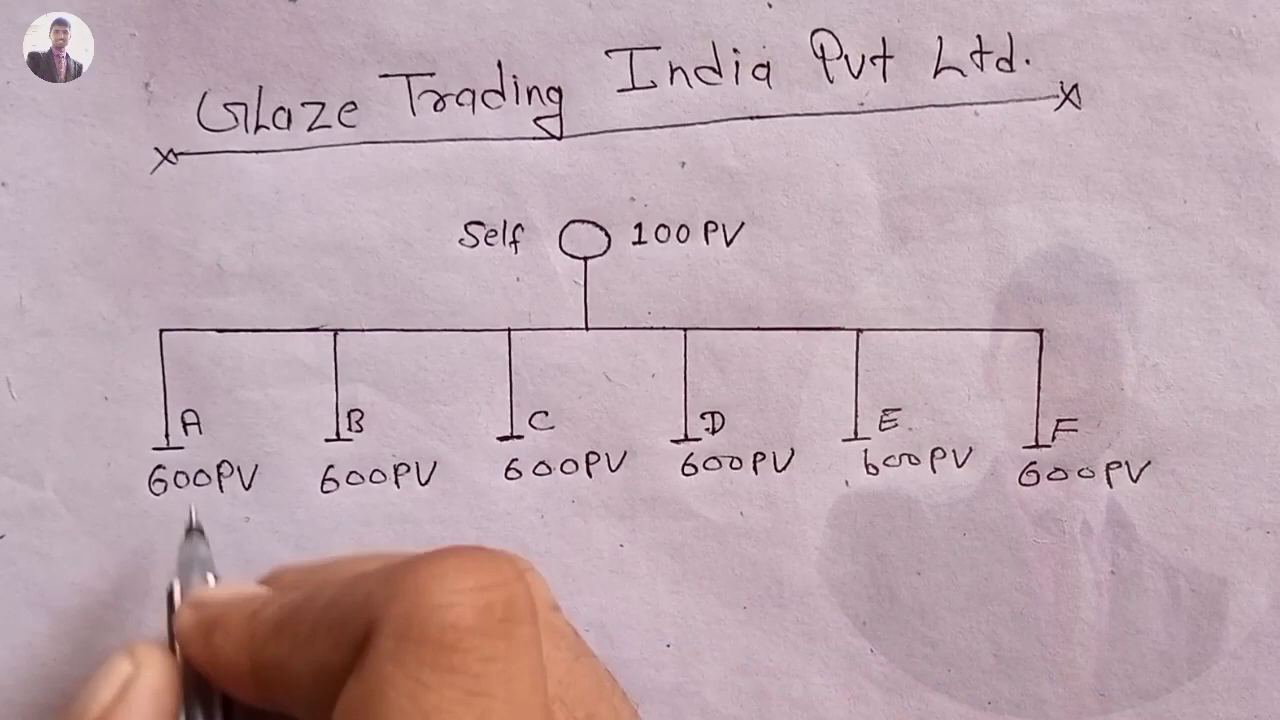 Glaze Trading India Pvt Ltd.
Self 100 PV
A B C D E F
600PV 600PV 600PV 600PV 600PV 600PV